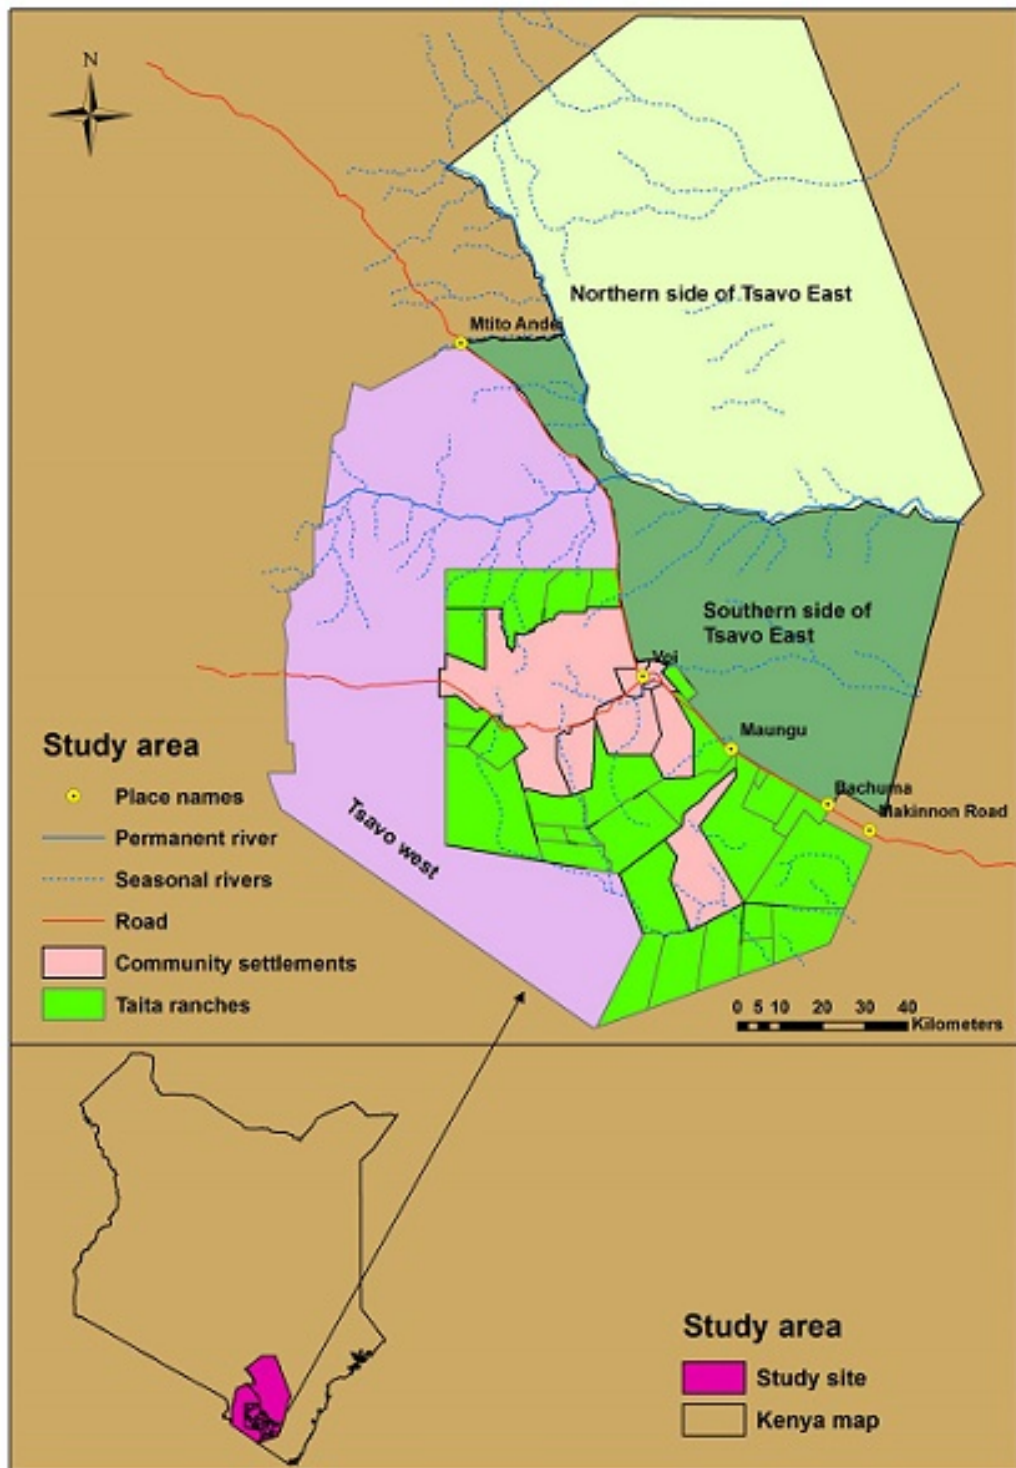 N
Northern side of Tsavo East
Mtito Andei
Southern side of
Tsavo East
Voi
Maungu
Bachuma
Makinnon Road
Tsavo west
Study area
Place names
Permanent river
Seasonal rivers
Road
Community settlements
Taita ranches
0 5 10 20 30 40
Kilometers
Study area
Study site
Kenya map